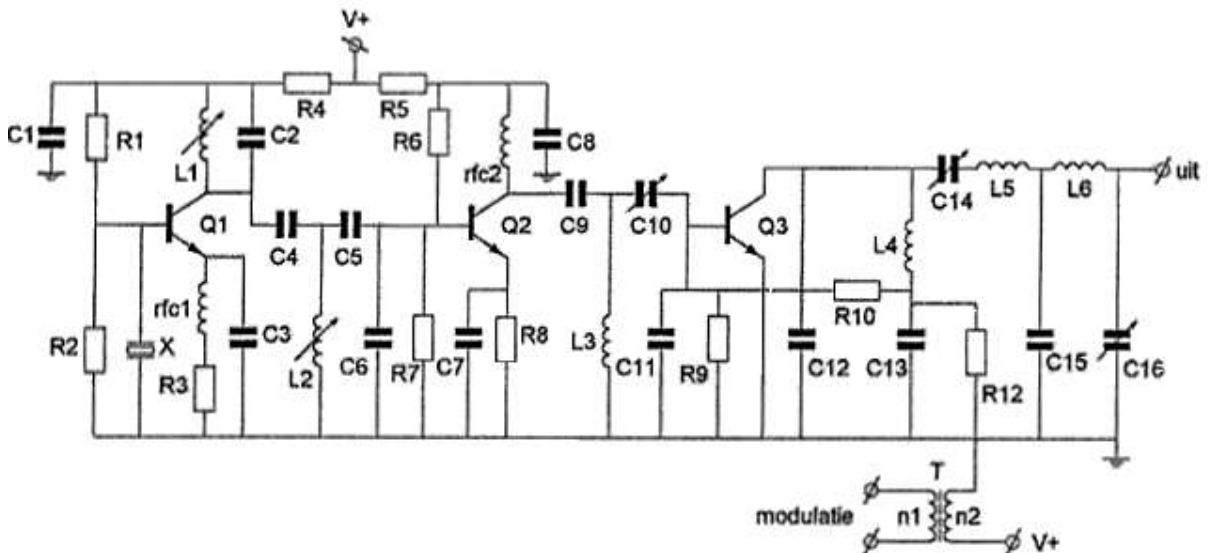 V+
R4
R5
C1
R1
C2
R6
C8
L1
rfc2
C9
C10
C14
L5
L6
uit
Q1
Q2
Q3
C4
C5
L4
rfc1
R10
R2
X
C3
L2
C6
R7
C7
R8
L3
C11
R9
C12
C13
R12
C15
C16
R3
T
modulatie
n1
n2
V+